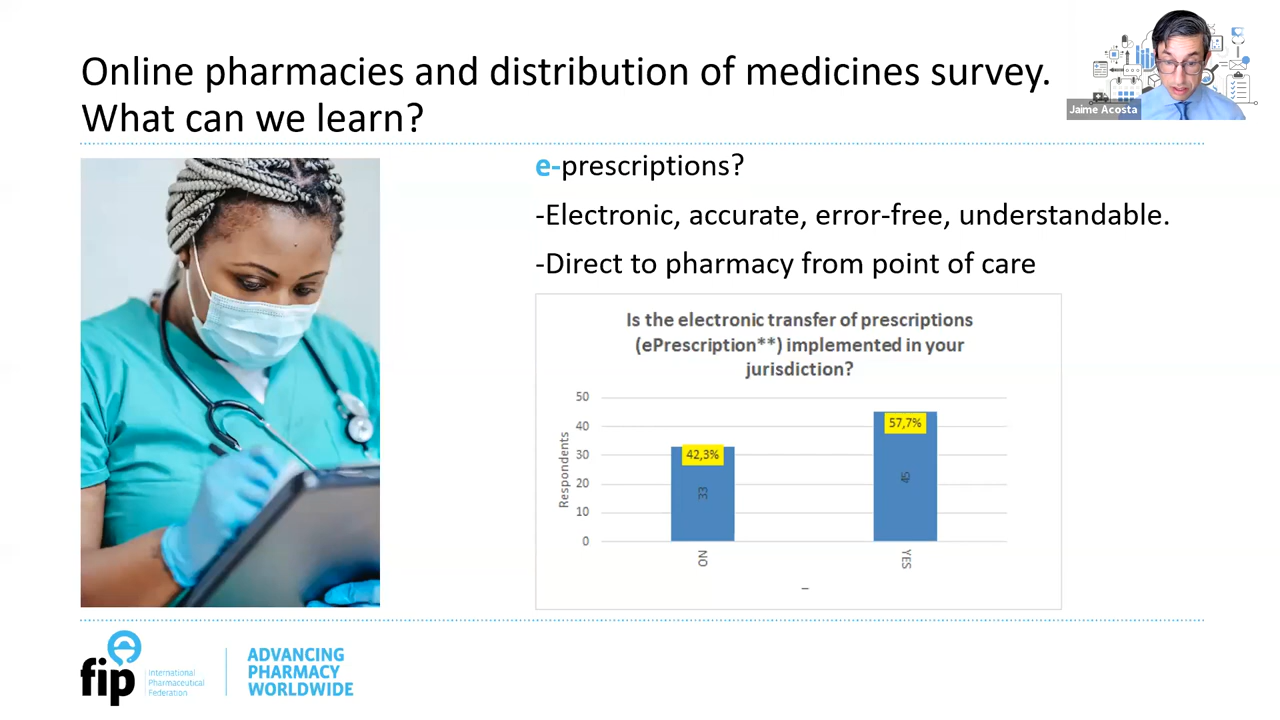 Online pharmacies and distribution of medicines survey.
What can we learn?
Jaime Acosta
e-prescriptions?
-Electronic, accurate, error-free, understandable.
-Direct to pharmacy from point of care
Is the electronic transfer of prescriptions
(ePrescription**) implemented in your
jurisdiction?
Respondents
50
40
30
20
10
0
42,3%
33
57,7%
45
NO
YES
fip
International
Pharmaceutical
Federation
ADVANCING
PHARMACY
WORLDWIDE